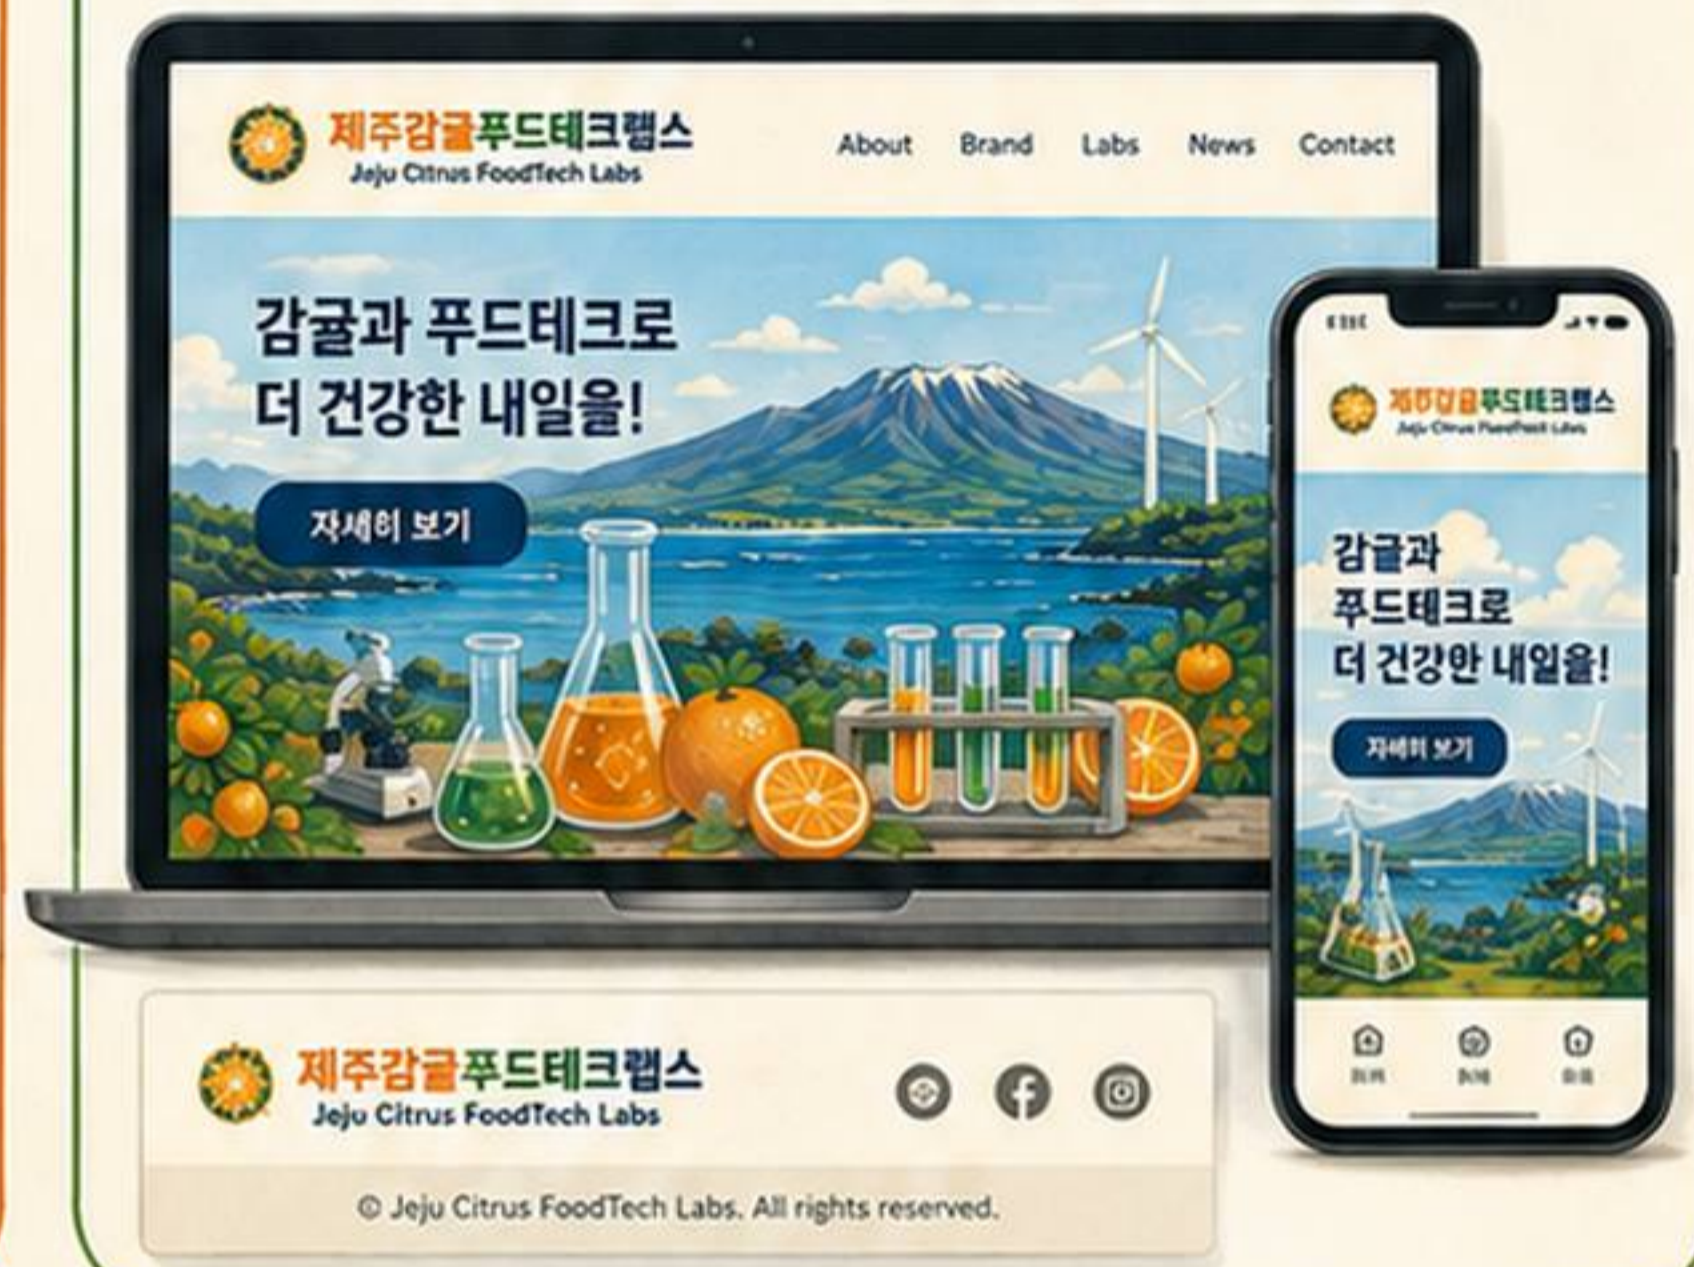 제주감귤푸드테크랩스
Jeju Citrus FoodTech Labs
About Brand Labs News Contact
감귤과 푸드테크로
더 건강한 내일을!
자세히 보기
제주감귤푸드테크랩스
Jeju Citrus FoodTech Labs
감귤과
푸드테크로
더 건강한 내일을!
자세히 보기
제주감귤푸드테크랩스
Jeju Citrus FoodTech Labs
© Jeju Citrus FoodTech Labs. All rights reserved.